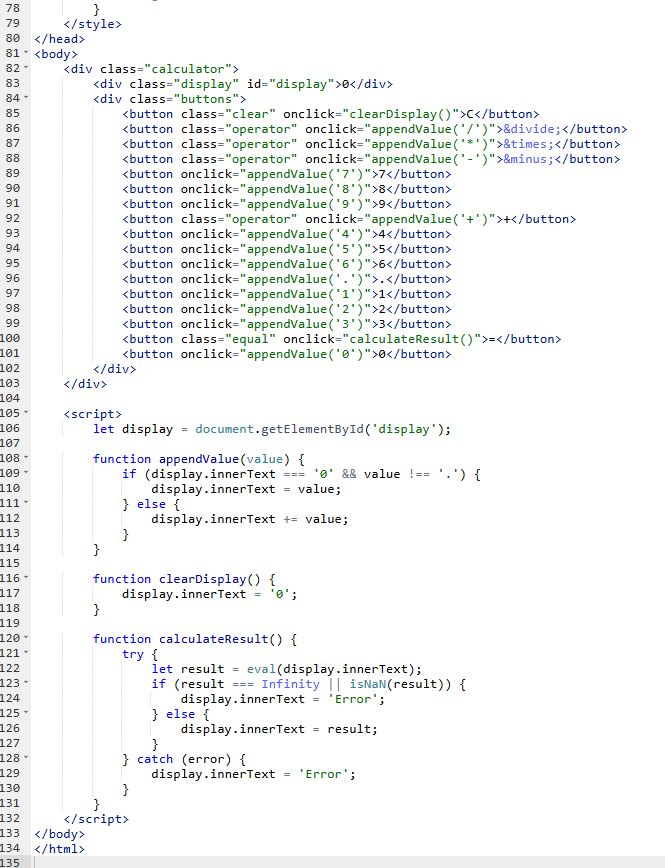 78 }
79 </style>
80 </head>
81 <body>
82 <div class="calculator">
83 <div class="display" id="display">0</div>
84 <div class="buttons">
85 <button class="clear" onclick="clearDisplay()">C</button>
86 <button class="operator" onclick="appendValue('/')">&divide;</button>
87 <button class="operator" onclick="appendValue('*')">&times;</button>
88 <button class="operator" onclick="appendValue('-')">&minus;</button>
89 <button onclick="appendValue('7')">7</button>
90 <button onclick="appendValue('8')">8</button>
91 <button onclick="appendValue('9')">9</button>
92 <button class="operator" onclick="appendValue('+')">+</button>
93 <button onclick="appendValue('4')">4</button>
94 <button onclick="appendValue('5')">5</button>
95 <button onclick="appendValue('6')">6</button>
96 <button onclick="appendValue('.')">.</button>
97 <button onclick="appendValue('1')">1</button>
98 <button onclick="appendValue('2')">2</button>
99 <button onclick="appendValue('3')">3</button>
100 <button class="equal" onclick="calculateResult()">=</button>
101 <button onclick="appendValue('0')">0</button>
102 </div>
103 </div>
104
105 <script>
106 let display = document.getElementById('display');
107
108 function appendValue(value) {
109 if (display.innerText === '0' && value !== '.') {
110 display.innerText = value;
111 } else {
112 display.innerText += value;
113 }
114 }
115
116 function clearDisplay() {
117 display.innerText = '0';
118 }
119
120 function calculateResult() {
121 try {
122 let result = eval(display.innerText);
123 if (result === Infinity || isNaN(result)) {
124 display.innerText = 'Error';
125 } else {
126 display.innerText = result;
127 }
128 } catch (error) {
129 display.innerText = 'Error';
130 }
131 }
132 </script>
133 </body>
134 </html>
135